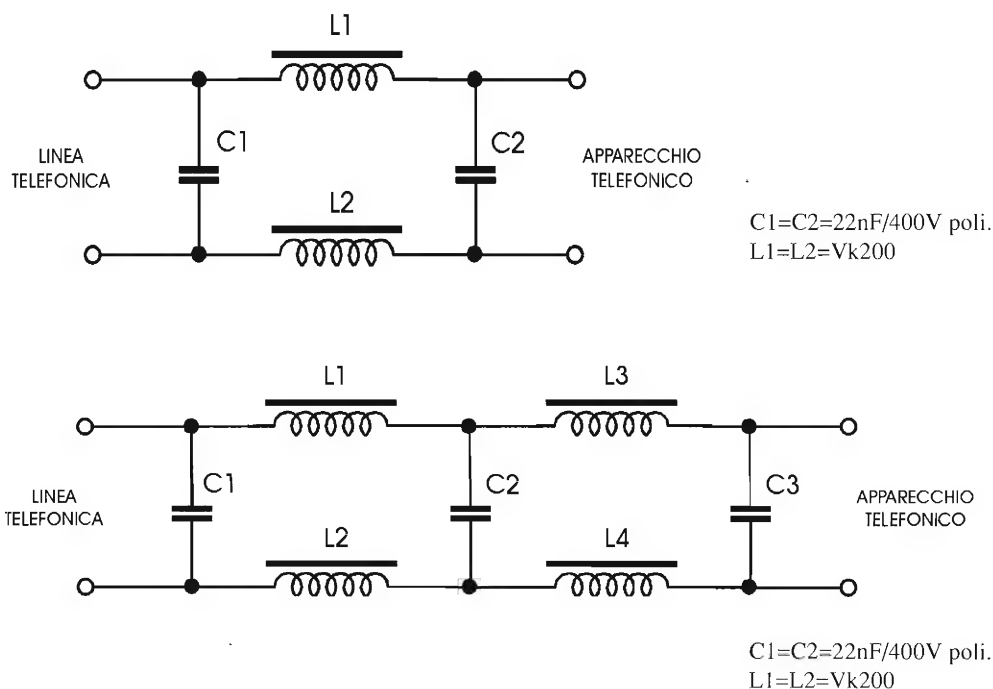 L1
C1
C2
LINEA
TELEFONICA
APPARECCHIO
TELEFONICO
L2
C1=C2=22nF/400V poli.
L1=L2=Vk200
L1
L3
C1
C2
C3
LINEA
TELEFONICA
APPARECCHIO
TELEFONICO
L2
L4
C1=C2=22nF/400V poli.
L1=L2=Vk200